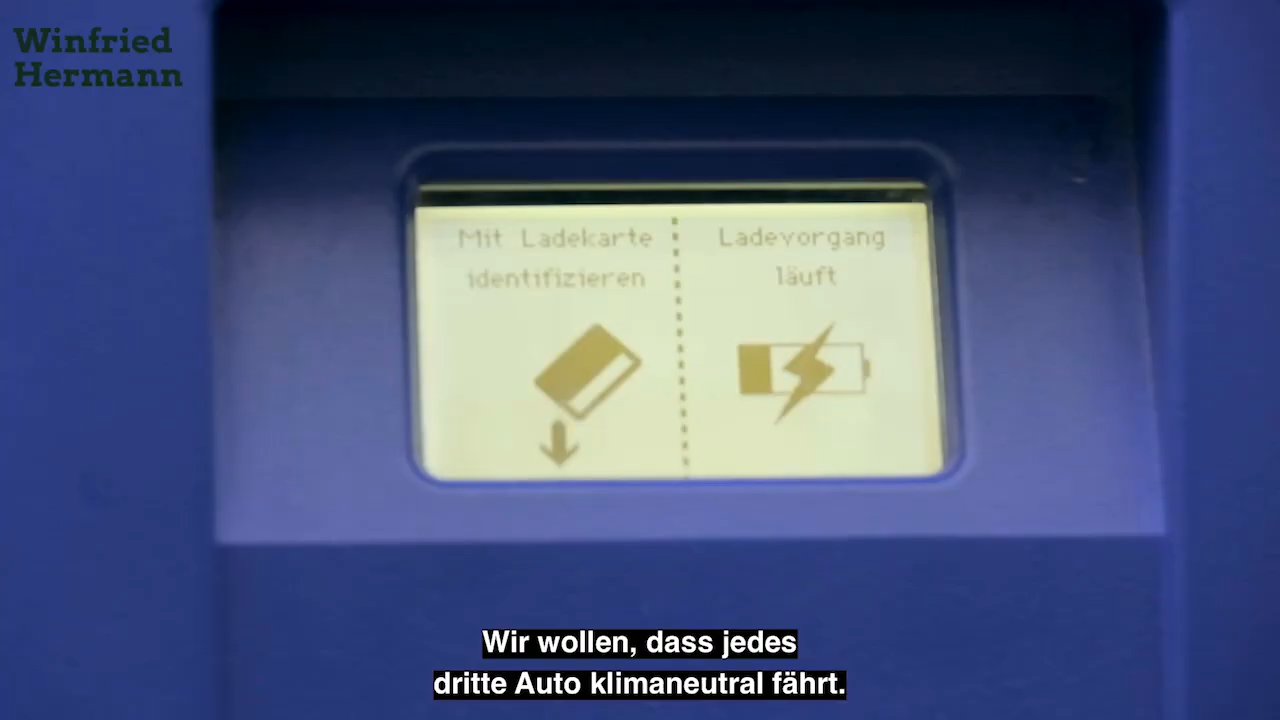 Winfried
Hermann
Mit Ladekarte
identifizieren
Ladevorgang
läuft
Wir wollen, dass jedes
dritte Auto klimaneutral fährt.